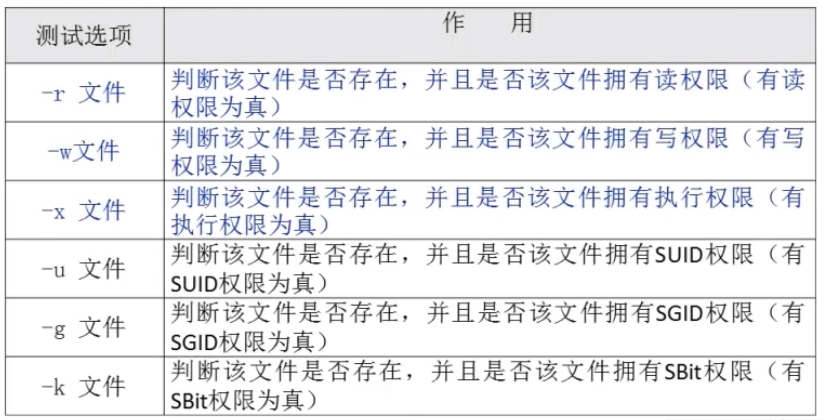 测试选项
作 用
-r 文件
判断该文件是否存在，并且是否该文件拥有读权限（有读
权限为真）
-w文件
判断该文件是否存在，并且是否该文件拥有写权限（有写
权限为真）
-x 文件
判断该文件是否存在，并且是否该文件拥有执行权限（有
执行权限为真）
-u 文件
判断该文件是否存在，并且是否该文件拥有SUID权限（有
SUID权限为真）
-g 文件
判断该文件是否存在，并且是否该文件拥有SGID权限（有
SGID权限为真）
-k 文件
判断该文件是否存在，并且是否该文件拥有SBit权限（有
SBit权限为真）